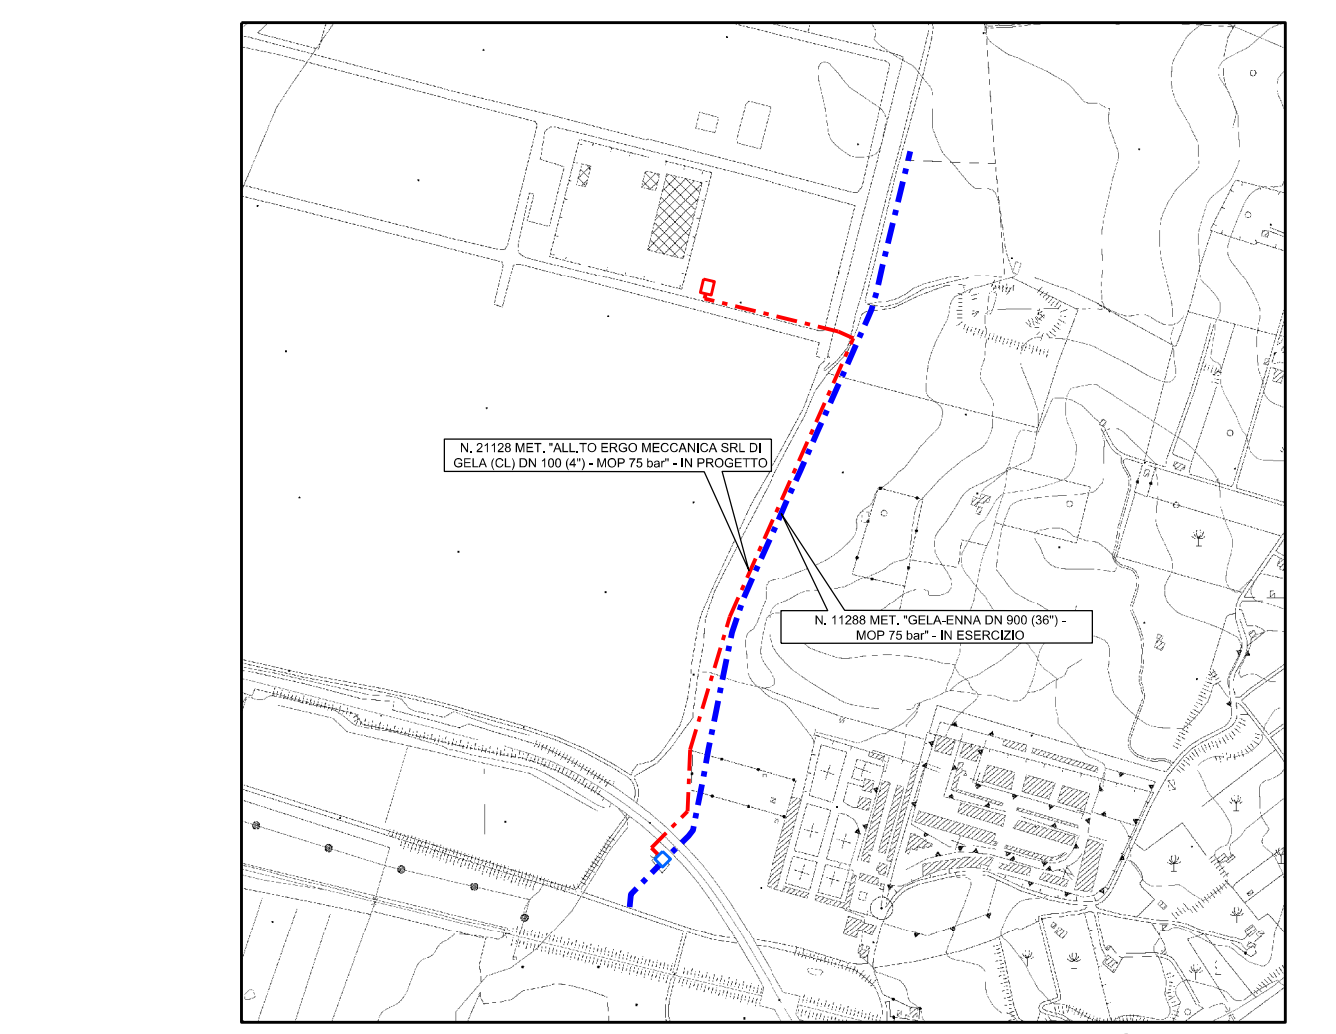 N. 21128 MET. "ALL.TO ERGO MECCANICA SRL DI
GELA (CL) DN 100 (4") - MOP 75 bar" - IN PROGETTO
N. 11288 MET. "GELA-ENNA DN 900 (36") -
MOP 75 bar" - IN ESERCIZIO